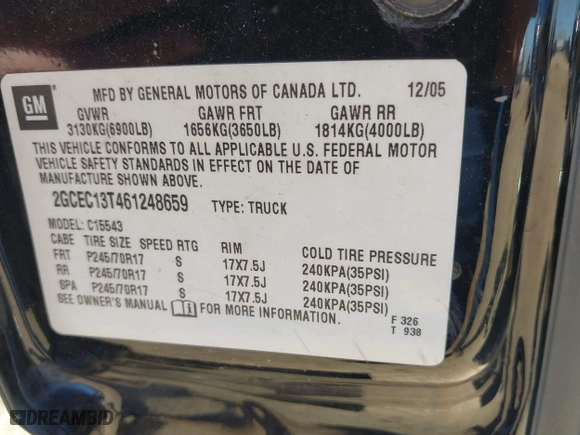 GM
MFD BY GENERAL MOTORS OF CANADA LTD. 12/05
GVWR GAWR FRT GAWR RR
3130KG(6900LB) 1656KG(3650LB) 1814KG(4000LB)
THIS VEHICLE CONFORMS TO ALL APPLICABLE U.S. FEDERAL MOTOR
VEHICLE SAFETY STANDARDS IN EFFECT ON THE DATE OF
MANUFACTURE SHOWN ABOVE.
2GCEC13T461248659 TYPE: TRUCK
MODEL: C15543
CABE TIRE SIZE SPEED RTG RIM COLD TIRE PRESSURE
FRT P245/70R17 S 17X7.5J 240KPA(35PSI)
RR P245/70R17 S 17X7.5J 240KPA(35PSI)
SPA P245/70R17 S 17X7.5J 240KPA(35PSI)
SEE OWNER'S MANUAL FOR MORE INFORMATION.
F 326
T 938
DREAMBID